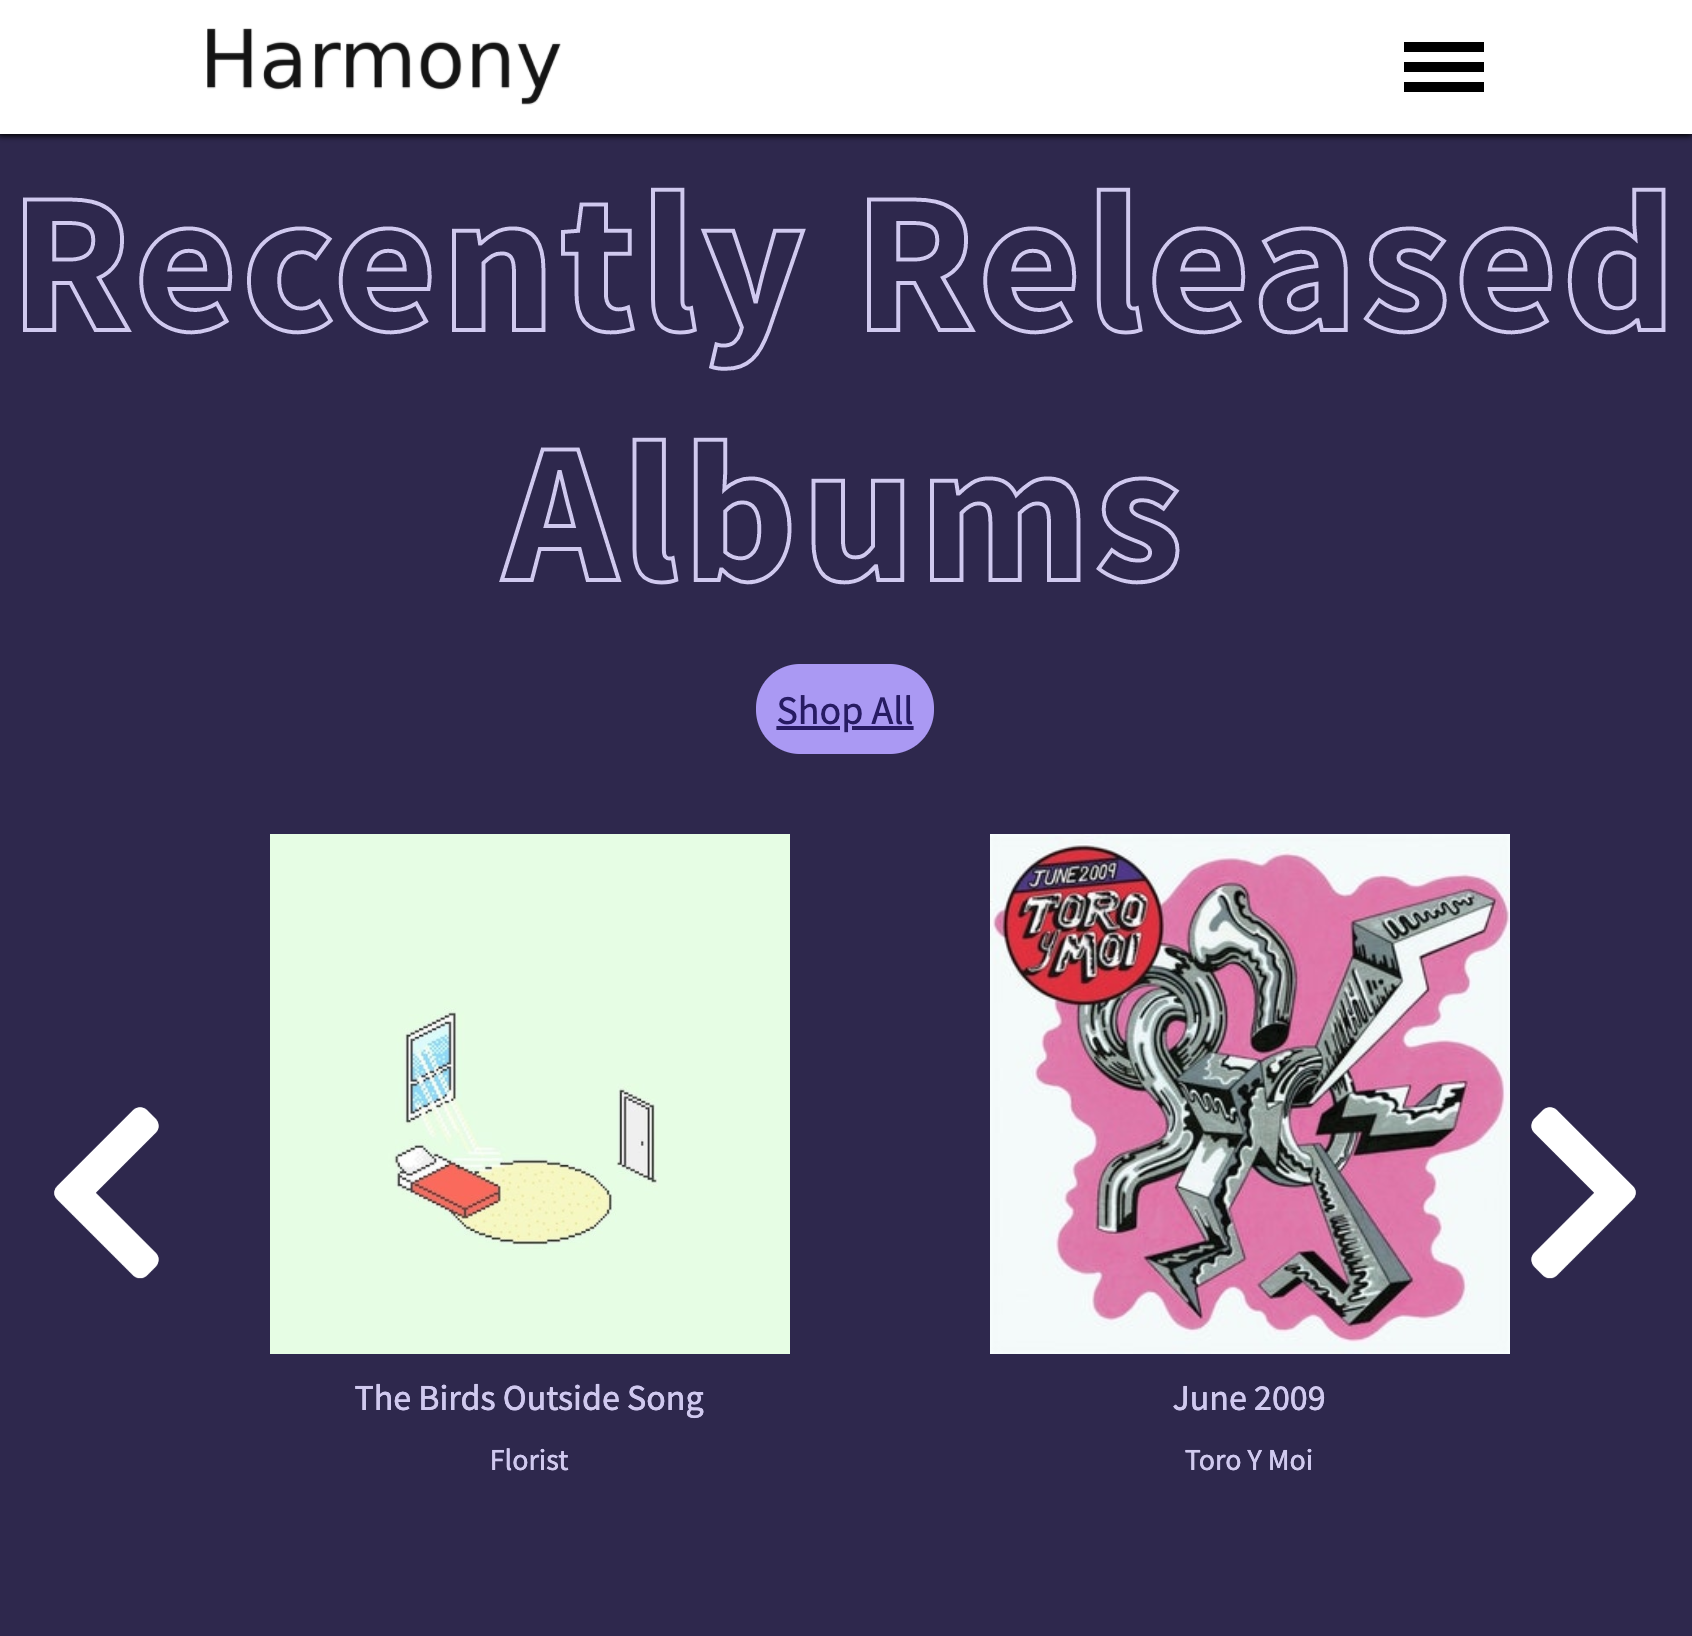 Harmony
Recently Released
Albums
Shop All
JUNE 2009
TORO
Y MOI
The Birds Outside Song
June 2009
Florist
Toro Y Moi